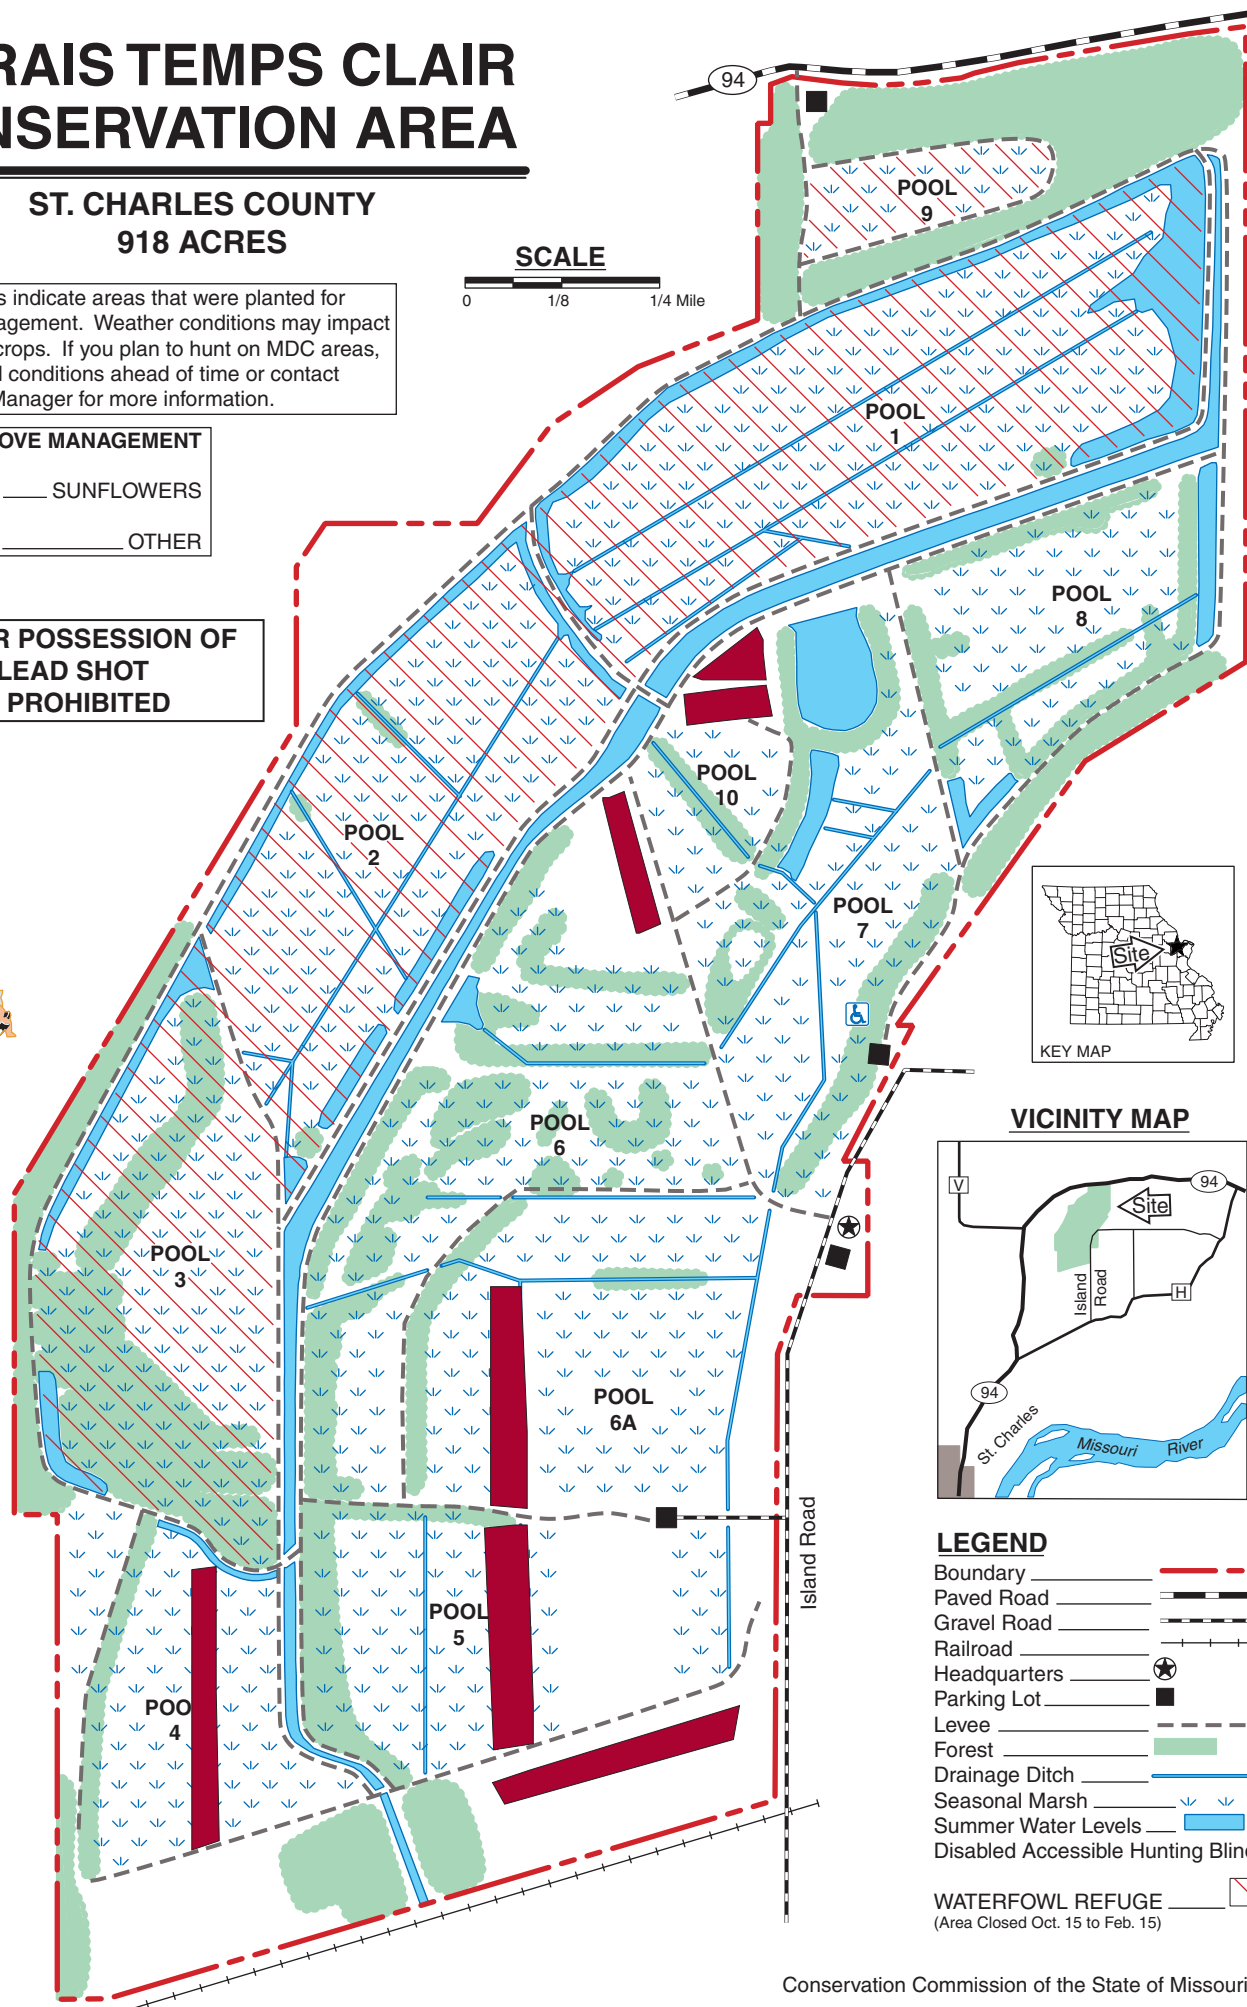 RAIS TEMPS CLAIR
NSERVATION AREA
ST. CHARLES COUNTY
918 ACRES
s indicate areas that were planted for
agement. Weather conditions may impact
crops. If you plan to hunt on MDC areas,
l conditions ahead of time or contact
Manager for more information.
OVE MANAGEMENT
SUNFLOWERS
OTHER
R POSSESSION OF
LEAD SHOT
PROHIBITED
SCALE
0 1/8 1/4 Mile
94
POOL
9
POOL
1
POOL
8
POOL
10
POOL
2
POOL
7
POOL
6
POOL
3
POOL
6A
POOL
5
POO
4
Island Road
Site
KEY MAP
VICINITY MAP
V
94
Site
Island
Road
H
94
St. Charles
Missouri River
LEGEND
Boundary
Paved Road
Gravel Road
Railroad
Headquarters
Parking Lot
Levee
Forest
Drainage Ditch
Seasonal Marsh
Summer Water Levels
Disabled Accessible Hunting Blin
WATERFOWL REFUGE
(Area Closed Oct. 15 to Feb. 15)
Conservation Commission of the State of Missouri